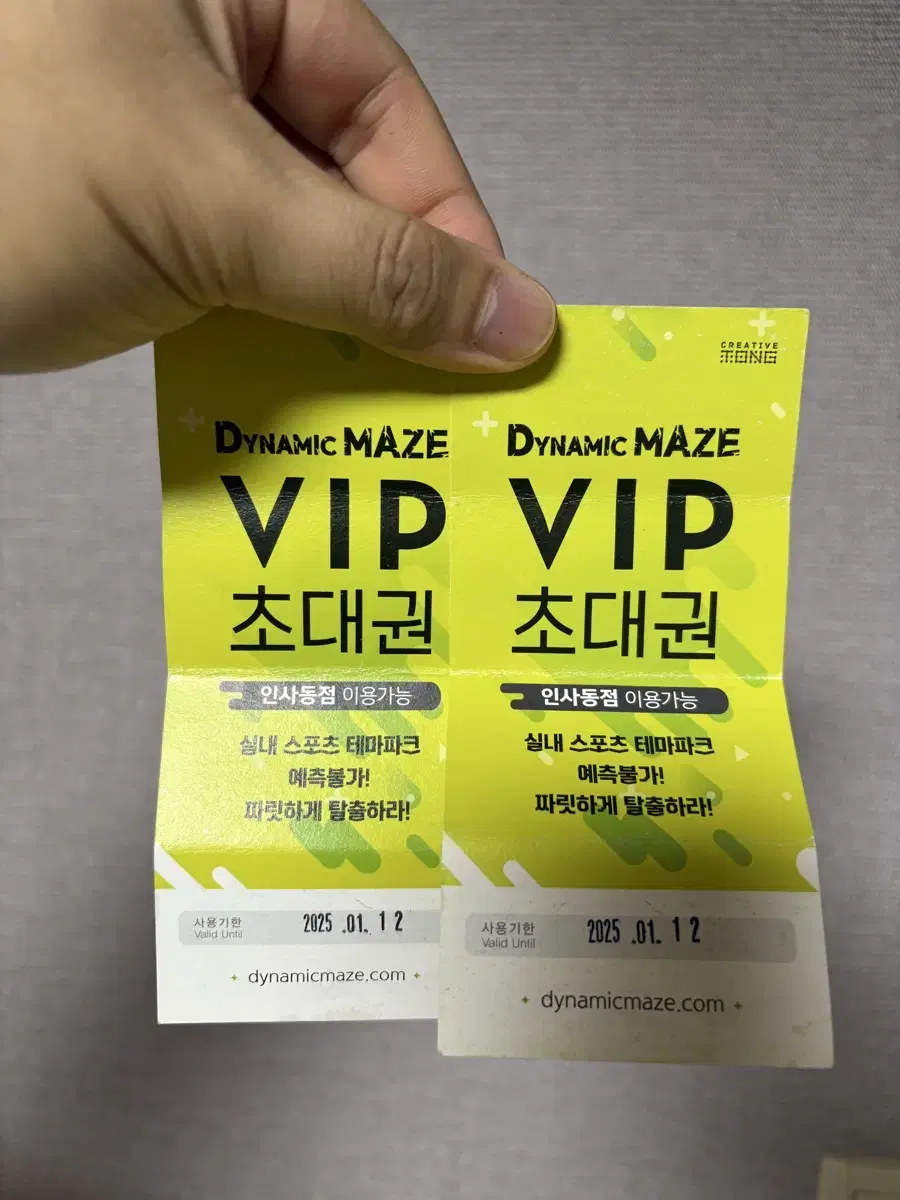 DYNAMIC MAZE
VIP
초대권
인사동점 이용가능
실내 스포츠 테마파크
예측불가!
짜릿하게 탈출하라!
사용기한
Valid Until
2025 .01. 12
dynamicmaze.com
CREATIVE
TONG
DYNAMIC MAZE
VIP
초대권
인사동점 이용가능
실내 스포츠 테마파크
예측불가!
짜릿하게 탈출하라!
사용기한
Valid Until
2025 .01. 12
dynamicmaze.com